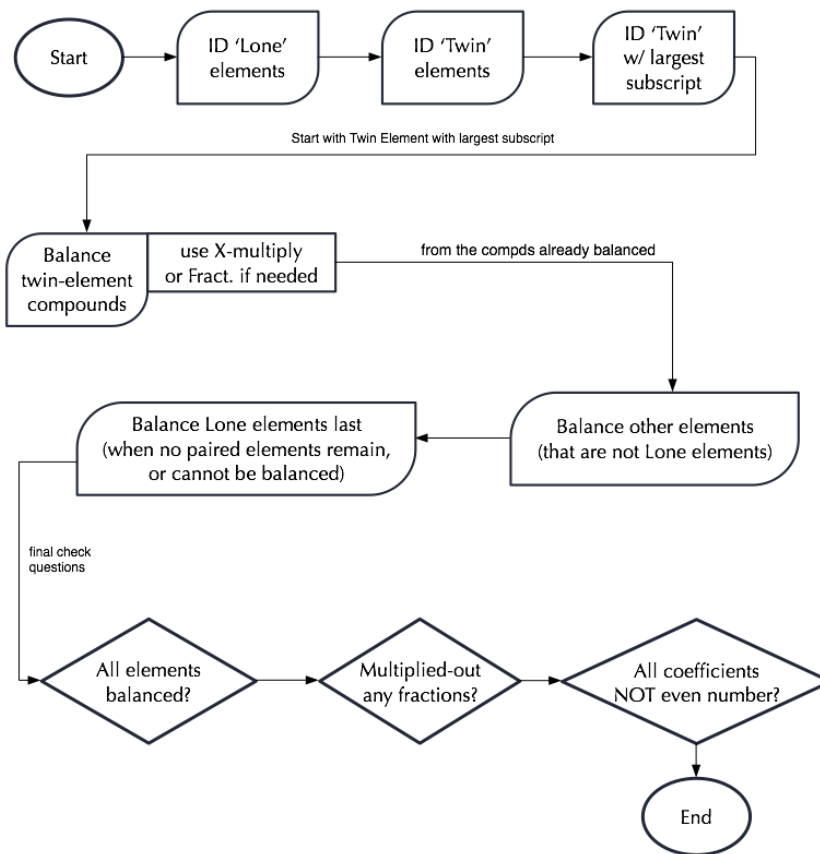 Start
ID ‘Lone’
elements
ID ‘Twin’
elements
ID ‘Twin’
w/ largest
subscript
Start with Twin Element with largest subscript
Balance
twin-element
compounds
use X-multiply
or Fract. if needed
from the compds already balanced
Balance other elements
(that are not Lone elements)
Balance Lone elements last
(when no paired elements remain,
or cannot be balanced)
final check
questions
All elements
balanced?
Multiplied-out
any fractions?
All coefficients
NOT even number?
End